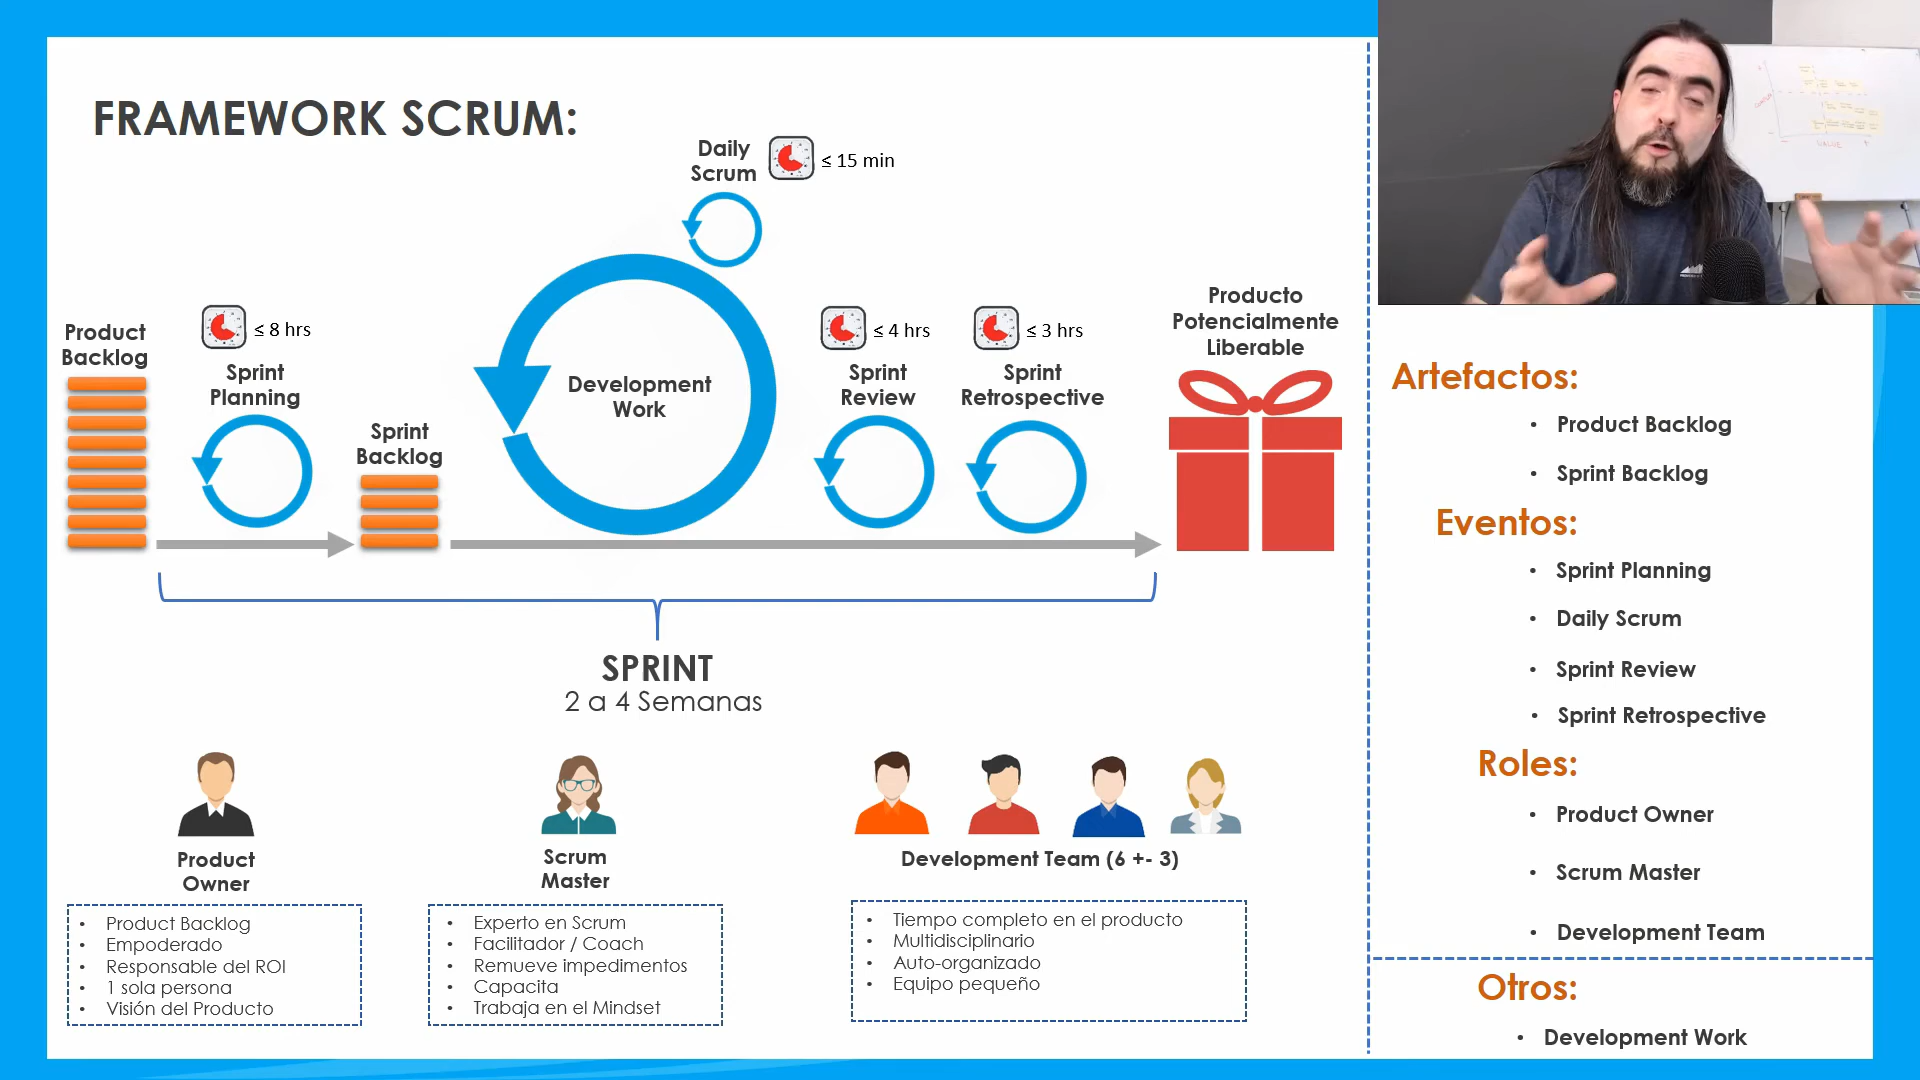 FRAMEWORK SCRUM:
Daily
Scrum
≤ 15 min
Product
Backlog
≤ 8 hrs
Sprint
Planning
Sprint
Backlog
Development
Work
≤ 4 hrs
Sprint
Review
≤ 3 hrs
Sprint
Retrospective
Producto
Potencialmente
Liberable
SPRINT
2 a 4 Semanas
Product
Owner
• Product Backlog
• Empoderado
• Responsable del ROI
• 1 sola persona
• Visión del Producto
Scrum
Master
• Experto en Scrum
• Facilitador / Coach
• Remueve impedimentos
• Capacita
• Trabaja en el Mindset
Development Team (6 +- 3)
• Tiempo completo en el producto
• Multidisciplinario
• Auto-organizado
• Equipo pequeño
VALUE
Artefactos:
• Product Backlog
• Sprint Backlog
Eventos:
• Sprint Planning
• Daily Scrum
• Sprint Review
• Sprint Retrospective
Roles:
• Product Owner
• Scrum Master
• Development Team
Otros:
• Development Work